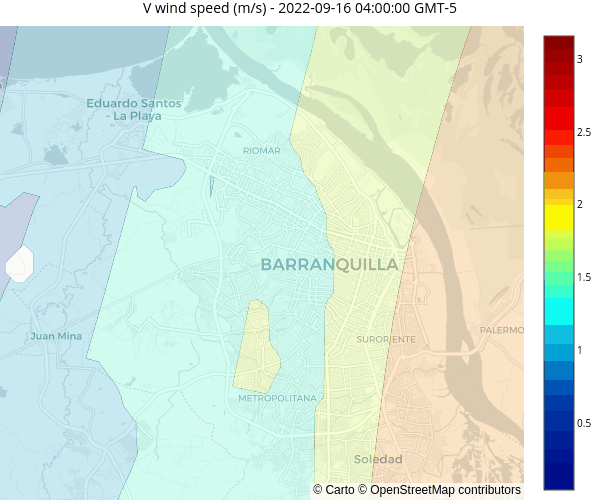 V wind speed (m/s) - 2022-09-16 04:00:00 GMT-5
3
2.5
2
1.5
1
0.5
Eduardo Santos
- La Playa
RIOMAR
BARRANQUILLA
Juan Mina
SURORIENTE
PALERMO
METROPOLITANA
Soledad
© Carto © OpenStreetMap contributors